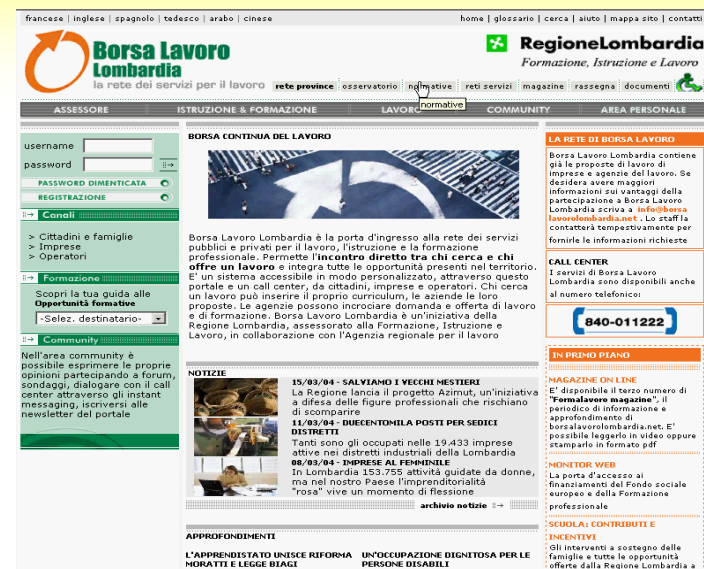 francese | inglese | spagnolo | tedesco | arabo | cinese
home | glossario | cerca | aiuto | mappa sito | contatti
Borsa Lavoro
Lombardia
la rete dei servizi per il lavoro
RegioneLombardia
Formazione, Istruzione e Lavoro
rete province osservatorio normative reti servizi magazine rassegna documenti
normative
ASSESSORE ISTRUZIONE & FORMAZIONE LAVORO COMMUNITY AREA PERSONALE
username
password
PASSWORD DIMENTICATA
REGISTRAZIONE
Canali
> Cittadini e famiglie
> Imprese
> Operatori
Formazione
Scopri la tua guida alle
Opportunità formative
-Selez. destinatario-
Community
Nell'area community è
possibile esprimere le proprie
opinioni partecipando a forum,
sondaggi, dialogare con il call
center attraverso gli instant
messaging, iscriversi alle
newsletter del portale
BORSA CONTINUA DEL LAVORO
Borsa Lavoro Lombardia è la porta d'ingresso alla rete dei servizi
pubblici e privati per il lavoro, l'istruzione e la formazione
professionale. Permette l'incontro diretto tra chi cerca e chi
offre un lavoro e integra tutte le opportunità presenti nel territorio.
E' un sistema accessibile in modo personalizzato, attraverso questo
portale e un call center, da cittadini, imprese e operatori. Chi cerca
un lavoro può inserire il proprio curriculum, le aziende le loro
proposte. Le agenzie possono incrociare domanda e offerta di lavoro
e di formazione. Borsa Lavoro Lombardia è un'iniziativa della
Regione Lombardia, assessorato alla Formazione, Istruzione e
Lavoro, in collaborazione con l'Agenzia regionale per il lavoro
NOTIZIE
15/03/04 - SALVIAMO I VECCHI MESTIERI
La Regione lancia il progetto Azimut, un'iniziativa
a difesa delle figure professionali che rischiano
di scomparire
11/03/04 - DUECENTOMILA POSTI PER SEDICI
DISTRETTI
Tanti sono gli occupati nelle 19.433 imprese
attive nei distretti industriali della Lombardia
08/03/04 - IMPRESE AL FEMMINILE
In Lombardia 153.755 attività guidate da donne,
ma nel nostro Paese l'imprenditorialità
"rosa" vive un momento di flessione
archivio notizie
APPROFONDIMENTI
L'APPRENDISTATO UNISCE RIFORMA
MORATTI E LEGGE BIAGI
UN'OCCUPAZIONE DIGNITOSA PER LE
PERSONE DISABILI
LA RETE DI BORSA LAVORO
Borsa Lavoro Lombardia contiene
già le proposte di lavoro di
imprese e agenzie del lavoro. Se
desidera avere maggiori
informazioni sui vantaggi della
partecipazione a Borsa Lavoro
Lombardia scriva a info@borsa
lavorolombardia.net . Lo staff la
contatterà tempestivamente per
fornirle le informazioni richieste
CALL CENTER
I servizi di Borsa Lavoro
Lombardia sono disponibili anche
al numero telefonico:
840-011222
IN PRIMO PIANO
MAGAZINE ON LINE
E' disponibile il terzo numero di
"Formalavoro magazine", il
periodico di informazione e
approfondimento di
borsalavorolombardia.net. E'
possibile leggerlo in video oppure
stamparlo in formato pdf
MONITOR WEB
La porta d'accesso ai
finanziamenti del Fondo sociale
europeo e della Formazione
professionale
SCUOLA: CONTRIBUTI E
INCENTIVI
Gli interventi a sostegno delle
famiglie e tutte le opportunità
offerte dalla Regione Lombardia a